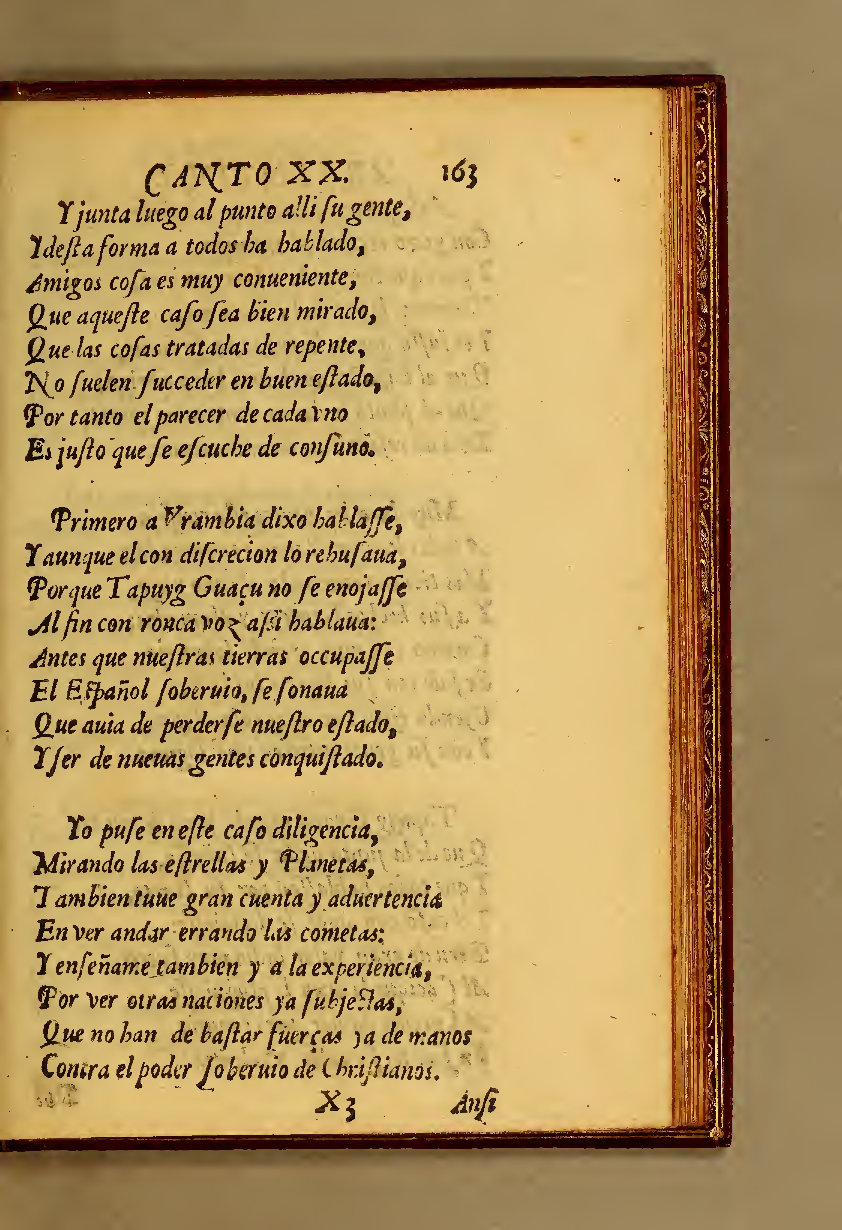 CANTO XX. 163
Y junta luego al punto alli ſu gente,
I deſta forma a todos ha hablado,
Amigos coſa es muy conueniente,
Que aqueſte caſo ſea bien mirado,
Que las coſas tratadas de repente,
No ſuelen ſucceder en buen eſtado,
Por tanto el parecer de cada vno
Es juſto que ſe eſcuche de conſuno.
Primero a Vrambia dixo hablaſſe,
Y aunque el con diſcrecion lo rehuſaua,
Porque Tapuyg Guaçu no ſe enojaſſe
Al fin con ronca voz aſsi hablaua:
Antes que nueſtras tierras occupaſſe
El Eſpañol ſoberuio, ſe ſonaua
Que auia de perderſe nueſtro eſtado,
Y ſer de nueuas gentes conquiſtado.
Yo puſe en eſte caſo diligencia,
Mirando las eſtrellas y Planetas,
Tambien tuue gran cuenta y aduertencia
En ver andar errando las cometas:
Y enſeñame tambien y a la experiencia,
Por ver otras naciones ya ſubjectas,
Que no han de baſtar fuerças ya de manos
Contra el poder ſoberuio de Chriſtianos.
X3 Anſi